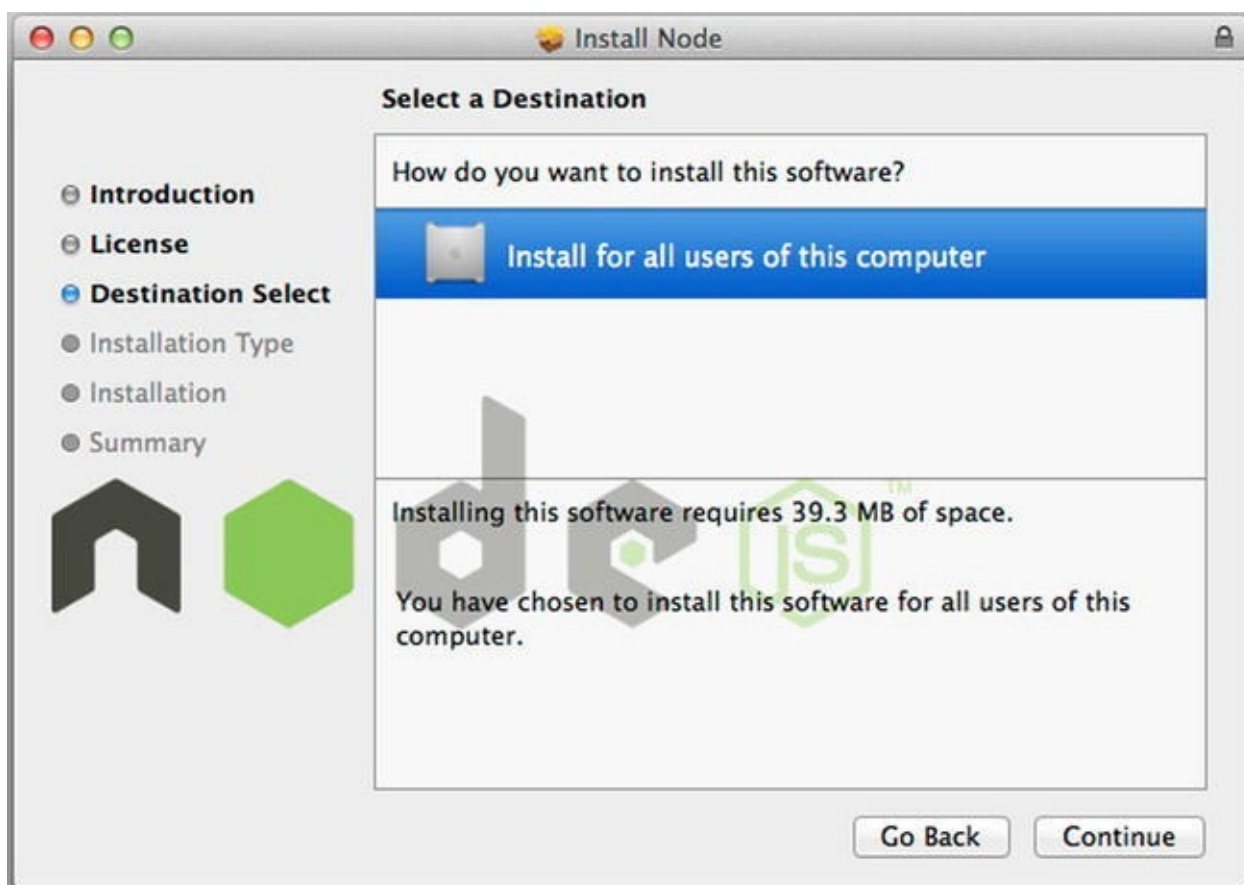 Install Node
Select a Destination
Introduction
License
Destination Select
Installation Type
Installation
Summary
How do you want to install this software?
Install for all users of this computer
Installing this software requires 39.3 MB of space.
You have chosen to install this software for all users of this
computer.
node JS™
Go Back
Continue